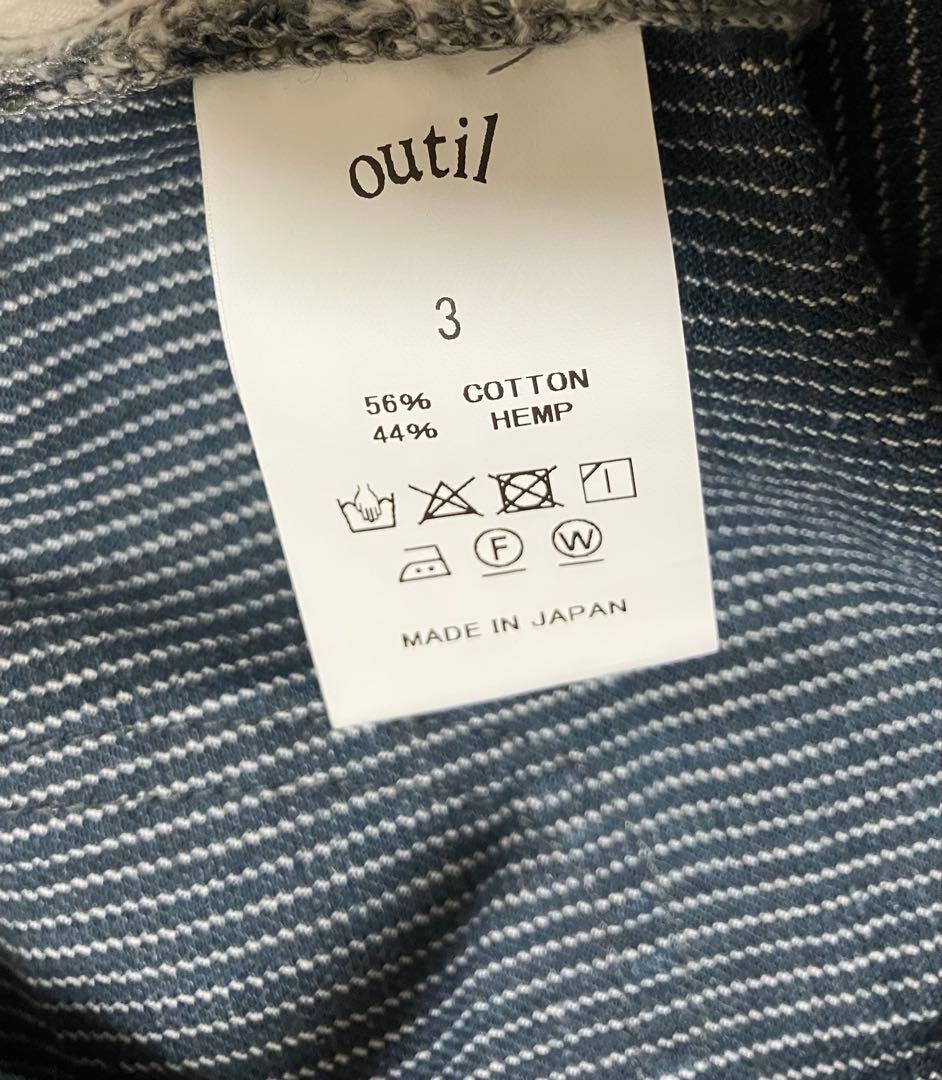 outil
3
56% COTTON
44% HEMP
F W
MADE IN JAPAN